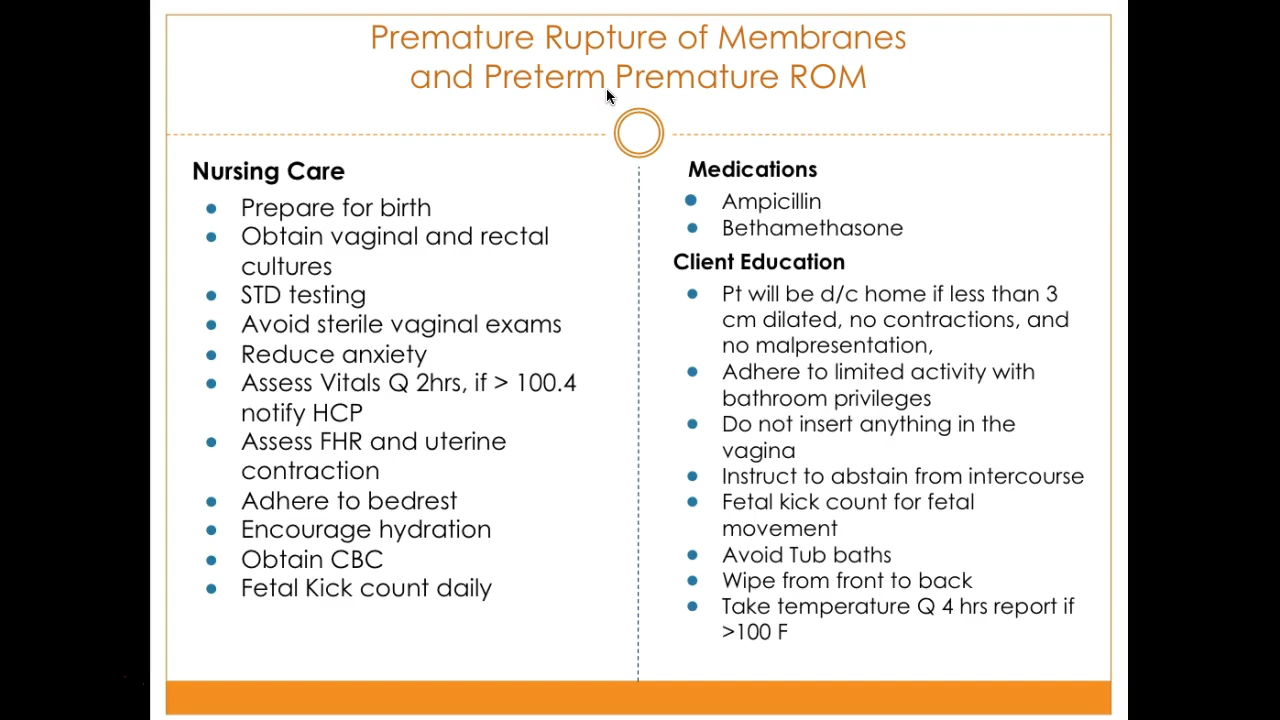 Premature Rupture of Membranes
and Preterm Premature ROM
Nursing Care
Prepare for birth
Obtain vaginal and rectal
cultures
STD testing
Avoid sterile vaginal exams
Reduce anxiety
Assess Vitals Q 2hrs, if > 100.4
notify HCP
Assess FHR and uterine
contraction
Adhere to bedrest
Encourage hydration
Obtain CBC
Fetal Kick count daily
Medications
Ampicillin
Bethamethasone
Client Education
Pt will be d/c home if less than 3
cm dilated, no contractions, and
no malpresentation,
Adhere to limited activity with
bathroom privileges
Do not insert anything in the
vagina
Instruct to abstain from intercourse
Fetal kick count for fetal
movement
Avoid Tub baths
Wipe from front to back
Take temperature Q 4 hrs report if
>100 F